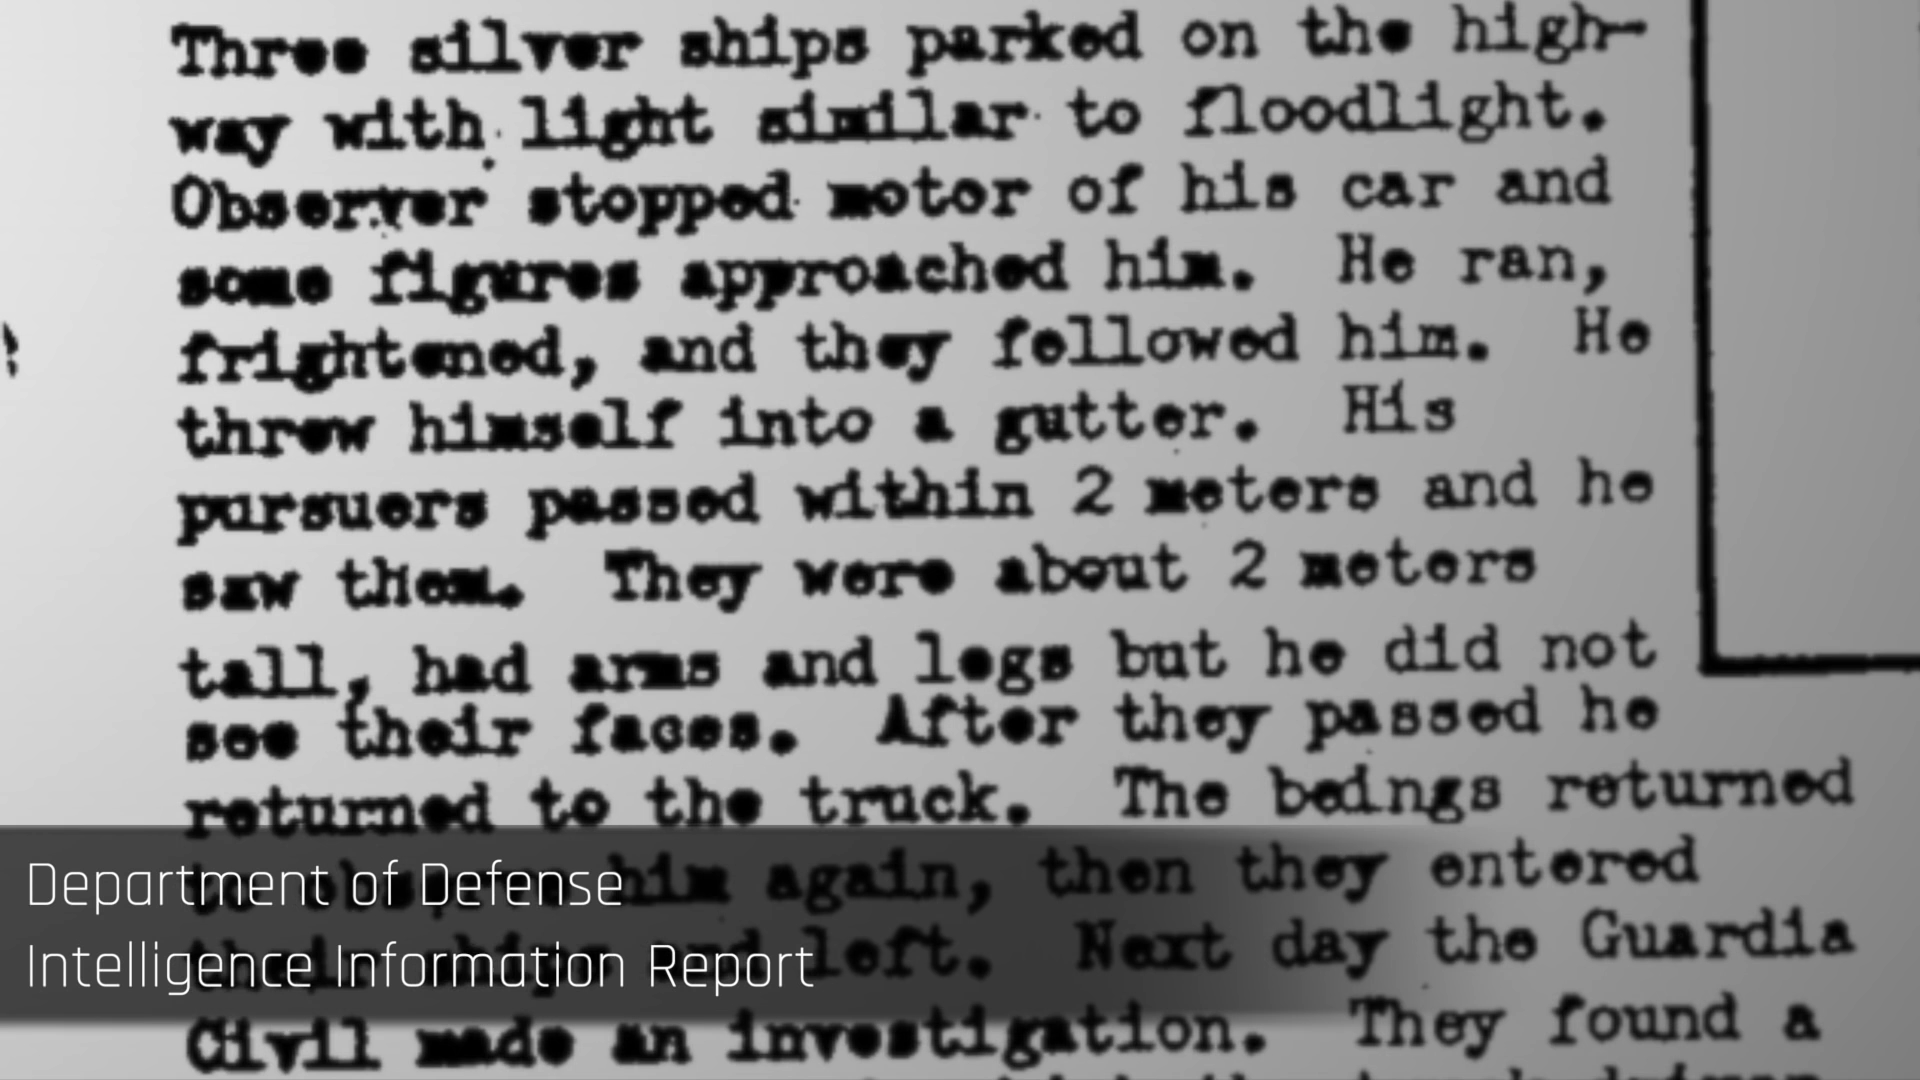 Three silver ships parked on the high-
way with light similar to floodlight.
Observer stopped motor of his car and
some figures approached him. He ran,
frightened, and they followed him. He
threw himself into a gutter. His
pursuers passed within 2 meters and he
saw them. They were about 2 meters
tall, had arms and legs but he did not
see their faces. After they passed he
returned to the truck. The beings returned
him again, then they entered
left. Next day the Guardia
Civil made an investigation. They found a
Department of Defense
Intelligence Information Report